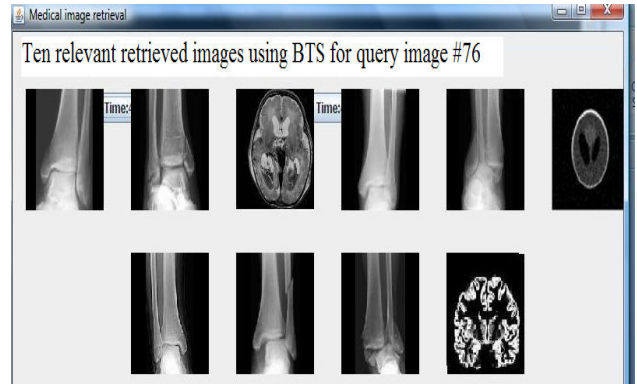 Medical image retrieval
Ten relevant retrieved images using BTS for query image #76
Time:
Time: